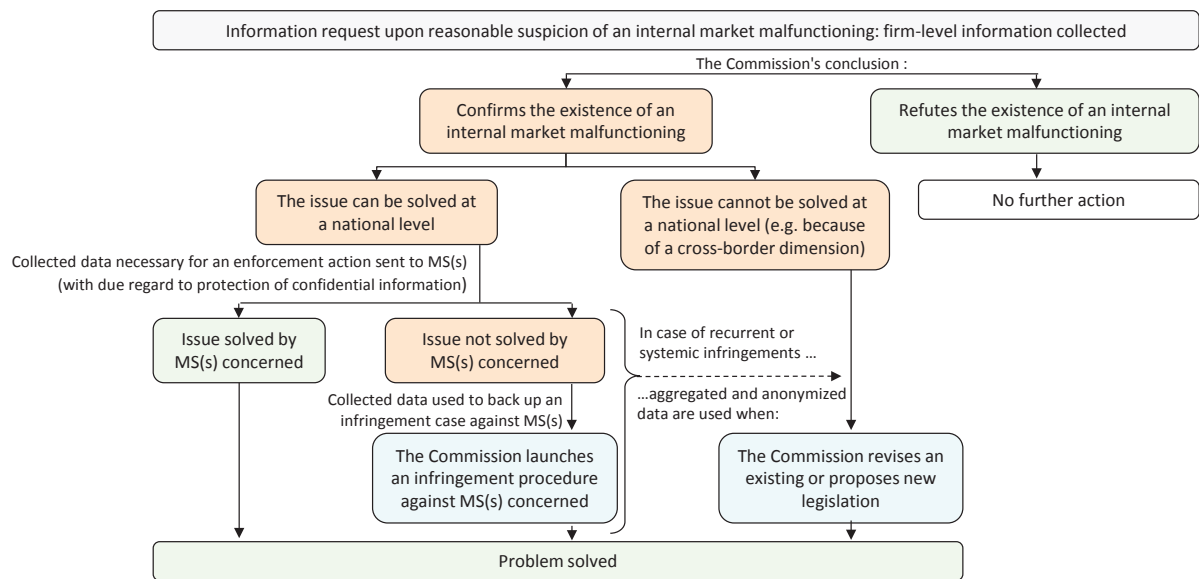 Information request upon reasonable suspicion of an internal market malfunctioning: firm-level information collected
The Commission's conclusion :
Confirms the existence of an
internal market malfunctioning
Refutes the existence of an internal
market malfunctioning
No further action
The issue can be solved at
a national level
The issue cannot be solved at
a national level (e.g. because
of a cross-border dimension)
Collected data necessary for an enforcement action sent to MS(s)
(with due regard to protection of confidential information)
Issue solved by
MS(s) concerned
Issue not solved by
MS(s) concerned
In case of recurrent or
systemic infringements ...
...aggregated and anonymized
data are used when:
Collected data used to back up an
infringement case against MS(s)
The Commission launches
an infringement procedure
against MS(s) concerned
The Commission revises an
existing or proposes new
legislation
Problem solved